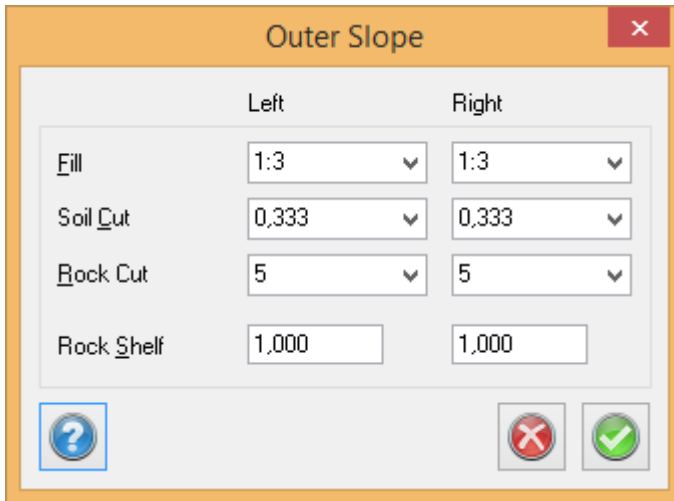 Outer Slope
Left Right
Fill 1:3 1:3
Soil Cut 0,333 0,333
Rock Cut 5 5
Rock Shelf 1,000 1,000